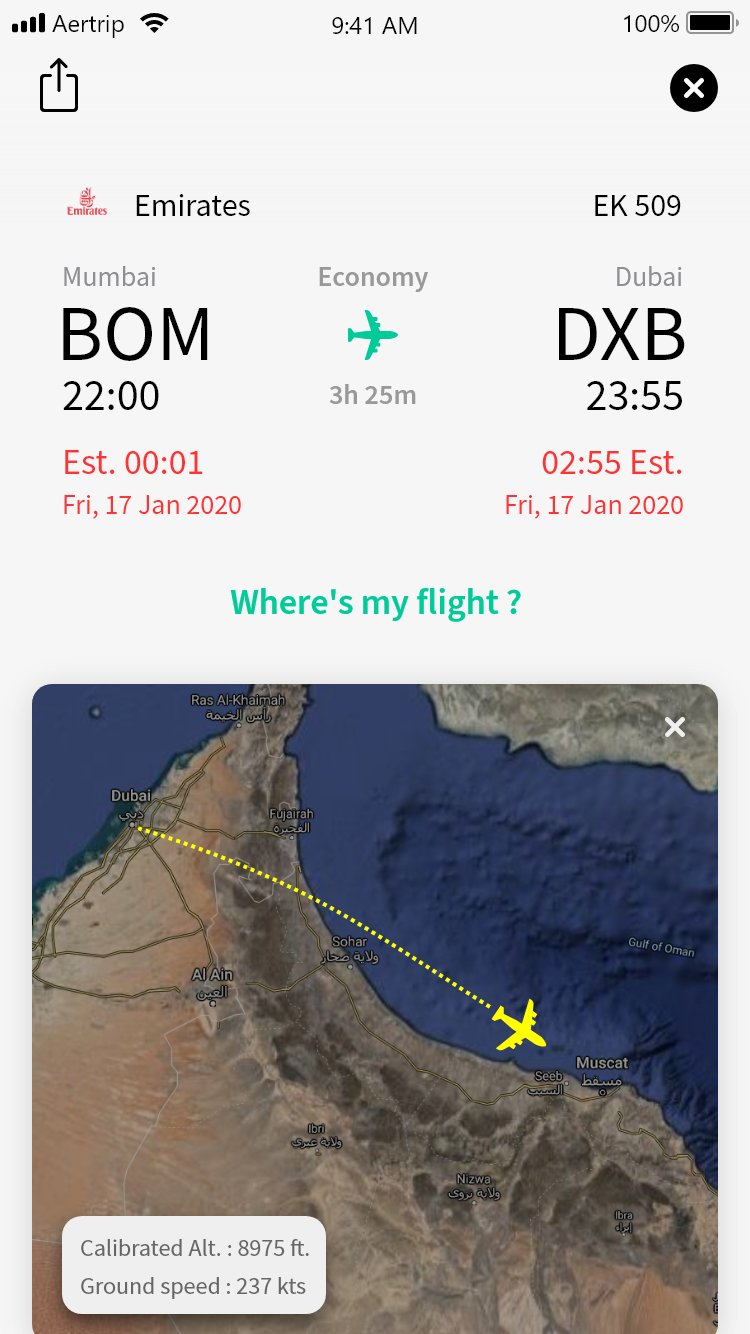 Aertrip 9:41 AM 100%
Emirates Emirates EK 509
Mumbai Economy Dubai
BOM DXB
22:00 3h 25m 23:55
Est. 00:01 02:55 Est.
Fri, 17 Jan 2020 Fri, 17 Jan 2020
Where's my flight ?
Ras Al-Khaimah
رأس الخيمة
Dubai
دبي
Fujairah
الفجيرة
Sohar
ولاية صحار
Gulf of Oman
Al Ain
العين
Muscat
مسقط
Seeb
السيب
Ibri
ولاية عبري
Nizwa
ولاية نزوى
Ibra
إبراء
Calibrated Alt. : 8975 ft.
Ground speed : 237 kts